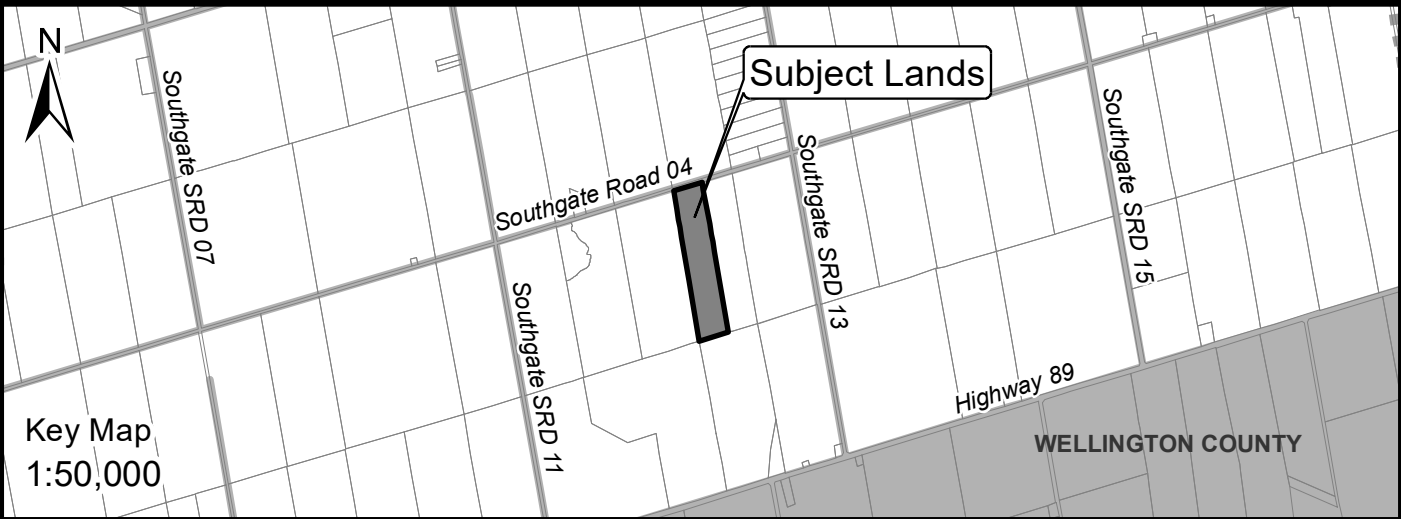 N
Subject Lands
Southgate SRD 07
Southgate Road 04
Southgate SRD 13
Southgate SRD 15
Southgate SRD 11
Highway 89
Key Map
1:50,000
WELLINGTON COUNTY